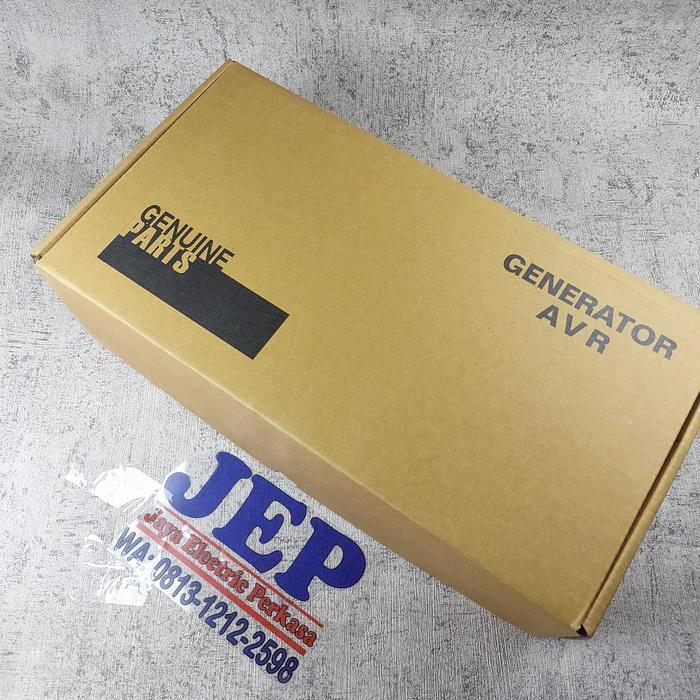 GENUINE
PARTS
GENERATOR
AVR
JEP
Jaya Electric Perkasa
WA: 0813-1212-2598